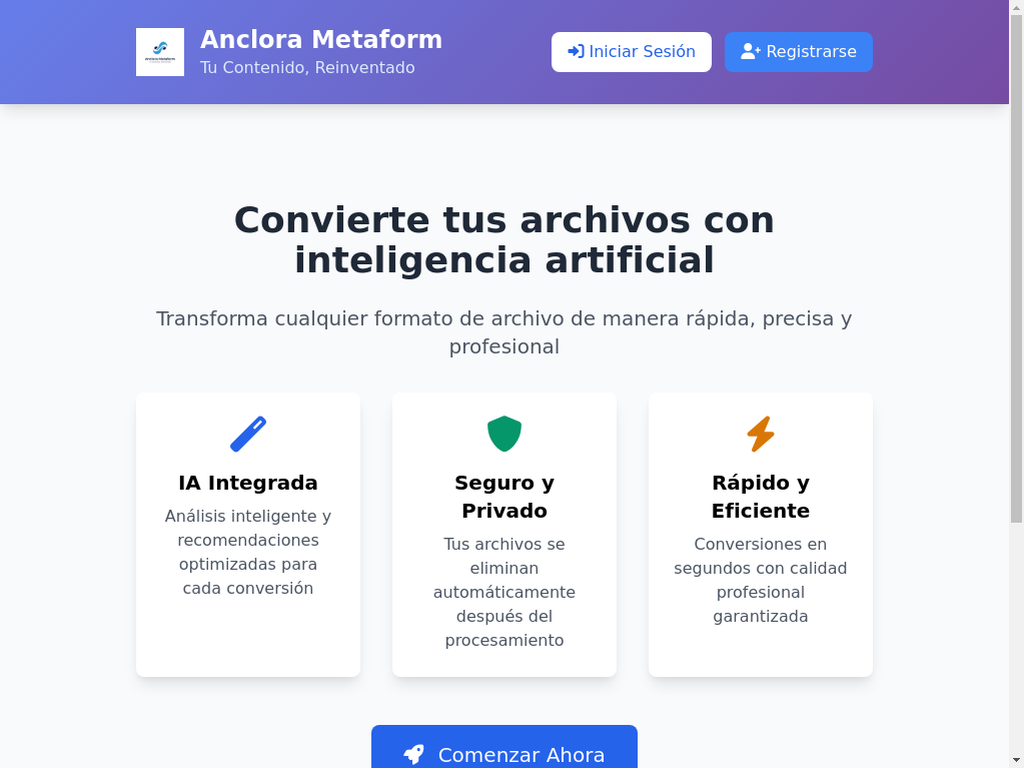 Anclora Metaform
Tu Contenido, Reinventado
Iniciar Sesión
Registrarse
Convierte tus archivos con
inteligencia artificial
Transforma cualquier formato de archivo de manera rápida, precisa y
profesional
IA Integrada
Análisis inteligente y
recomendaciones
optimizadas para
cada conversión
Seguro y
Privado
Tus archivos se
eliminan
automáticamente
después del
procesamiento
Rápido y
Eficiente
Conversiones en
segundos con calidad
profesional
garantizada
Comenzar Ahora